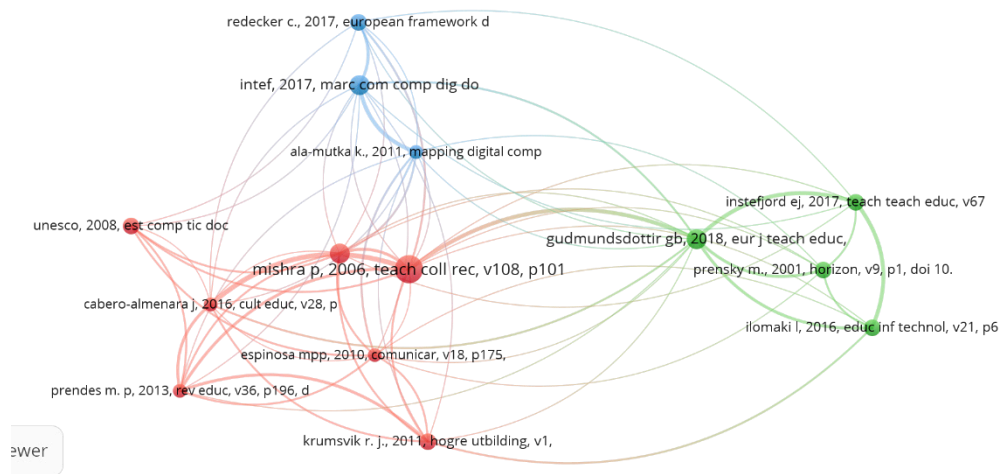 redecker c., 2017, european framework d
intef, 2017, marc com comp dig do
ala-mutka k., 2011, mapping digital comp
instefjord ej, 2017, teach teach educ, v67
unesco, 2008, est comp tic doc
gudmundsdottir gb, 2018, eur j teach educ,
mishra p, 2006, teach coll rec, v108, p101
prensky m., 2001, horizon, v9, p1, doi 10.
cabero-almenara j, 2016, cult educ, v28, p
ilomaki l, 2016, educ inf technol, v21, p6
espinosa mpp, 2010, comunicar, v18, p175,
prendes m. p, 2013, rev educ, v36, p196, d
krumsvik r. j., 2011, hogre utbilding, v1,
ewer